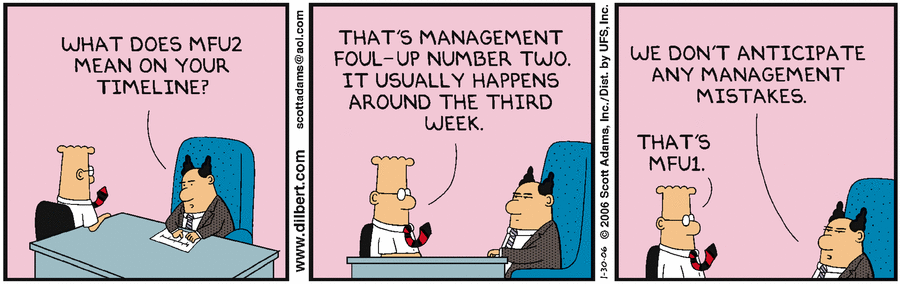 WHAT DOES MFU2
MEAN ON YOUR
TIMELINE?
www.dilbert.com scottadams@aol.com
THAT'S MANAGEMENT
FOUL-UP NUMBER TWO.
IT USUALLY HAPPENS
AROUND THE THIRD
WEEK.
1-30-06 © 2006 Scott Adams, Inc./Dist. by UFS, Inc.
WE DON'T ANTICIPATE
ANY MANAGEMENT
MISTAKES.
THAT'S
MFU1.